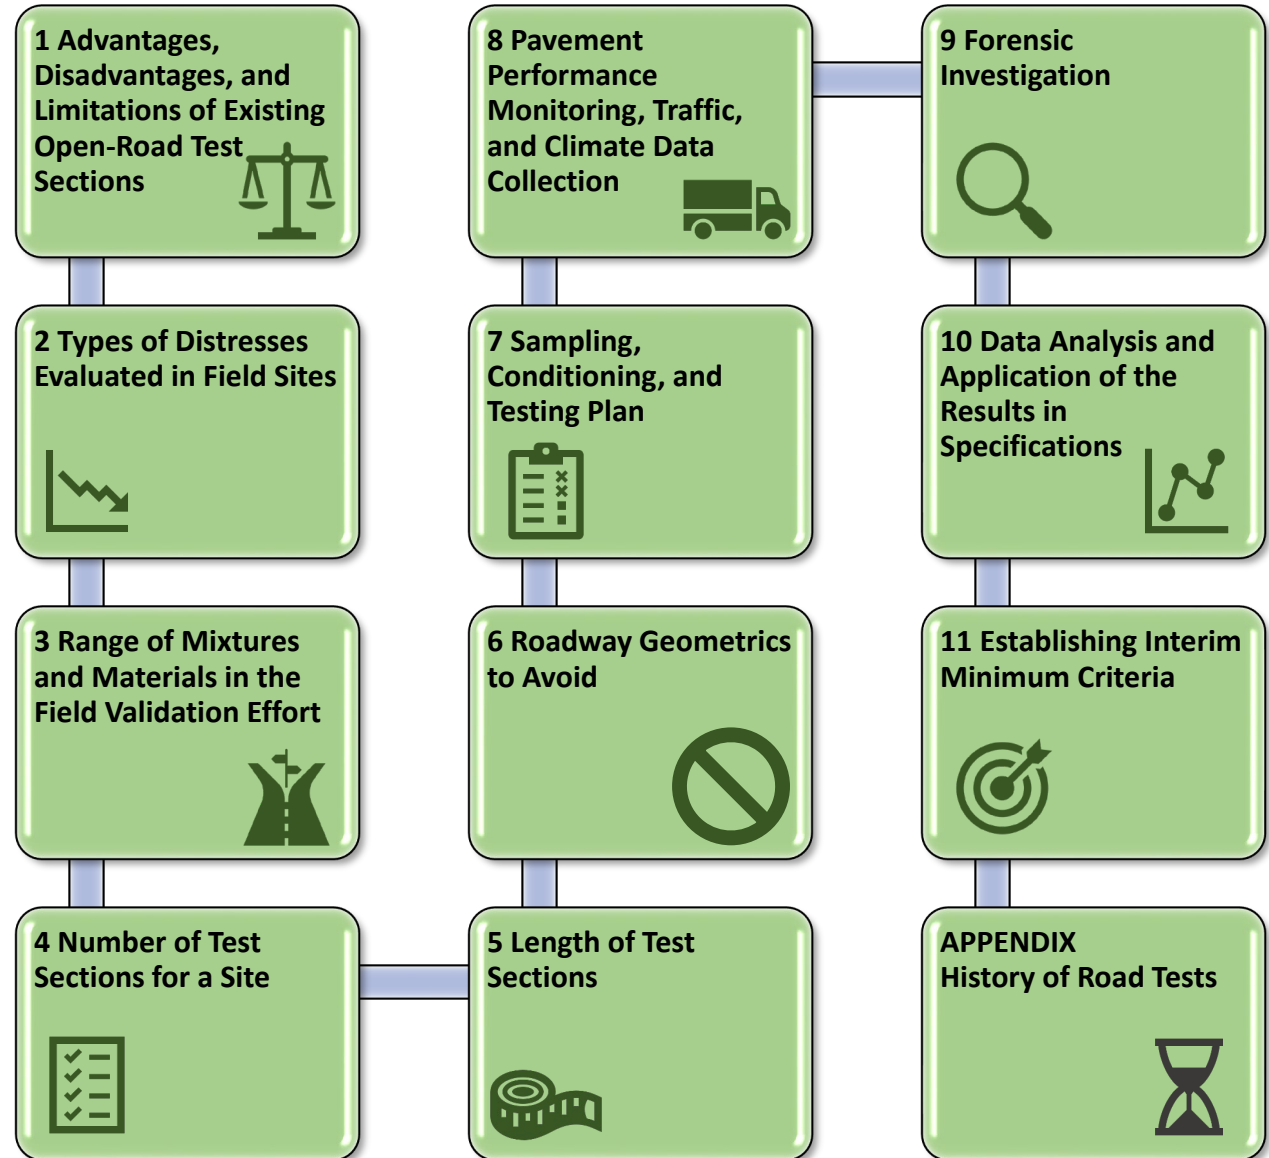 1 Advantages,
Disadvantages, and
Limitations of Existing
Open-Road Test
Sections
2 Types of Distresses
Evaluated in Field Sites
3 Range of Mixtures
and Materials in the
Field Validation Effort
4 Number of Test
Sections for a Site
5 Length of Test
Sections
6 Roadway Geometrics
to Avoid
7 Sampling,
Conditioning, and
Testing Plan
8 Pavement
Performance
Monitoring, Traffic,
and Climate Data
Collection
9 Forensic
Investigation
10 Data Analysis and
Application of the
Results in
Specifications
11 Establishing Interim
Minimum Criteria
APPENDIX
History of Road Tests